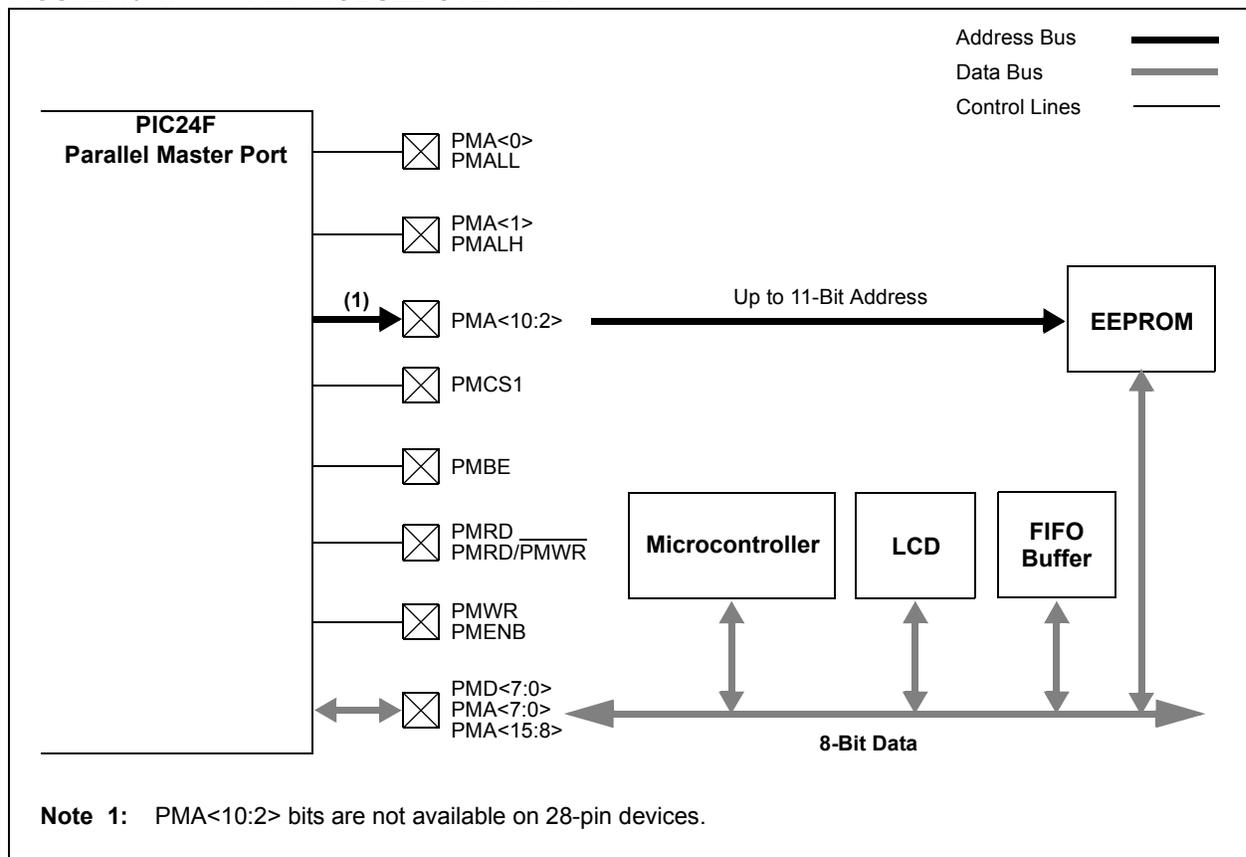 Address Bus
Data Bus
Control Lines
PIC24F
Parallel Master Port
PMA<0>
PMALL
PMA<1>
PMALH
(1)
PMA<10:2>
Up to 11-Bit Address
EEPROM
PMCS1
PMBE
PMRD
PMRD/PMWR
Microcontroller
LCD
FIFO
Buffer
PMWR
PMENB
PMD<7:0>
PMA<7:0>
PMA<15:8>
8-Bit Data
Note 1: PMA<10:2> bits are not available on 28-pin devices.